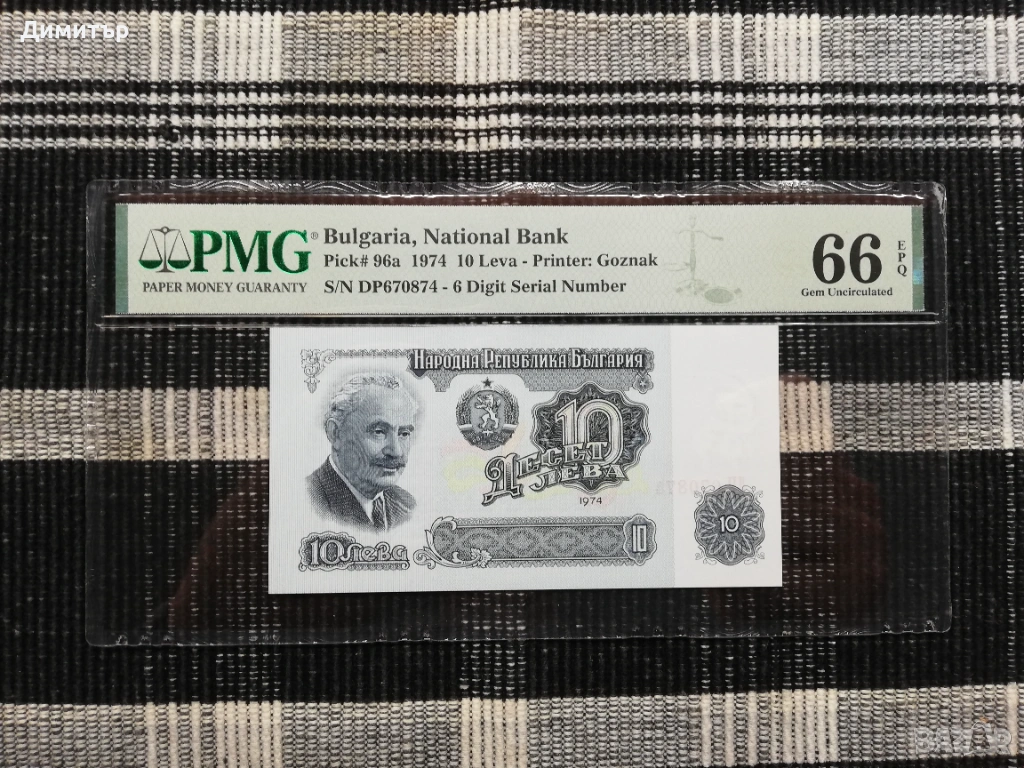 Димитър
PMG®
PAPER MONEY GUARANTY
Bulgaria, National Bank
Pick# 96a 1974 10 Leva - Printer: Goznak
S/N DP670874 - 6 Digit Serial Number
66 EPQ
Gem Uncirculated
НАРОДНА РЕПУБЛИКА БЪЛГАРИЯ
10
ДЕСЕТ
ЛЕВА
1974
10 лева
10
10
BAZAR